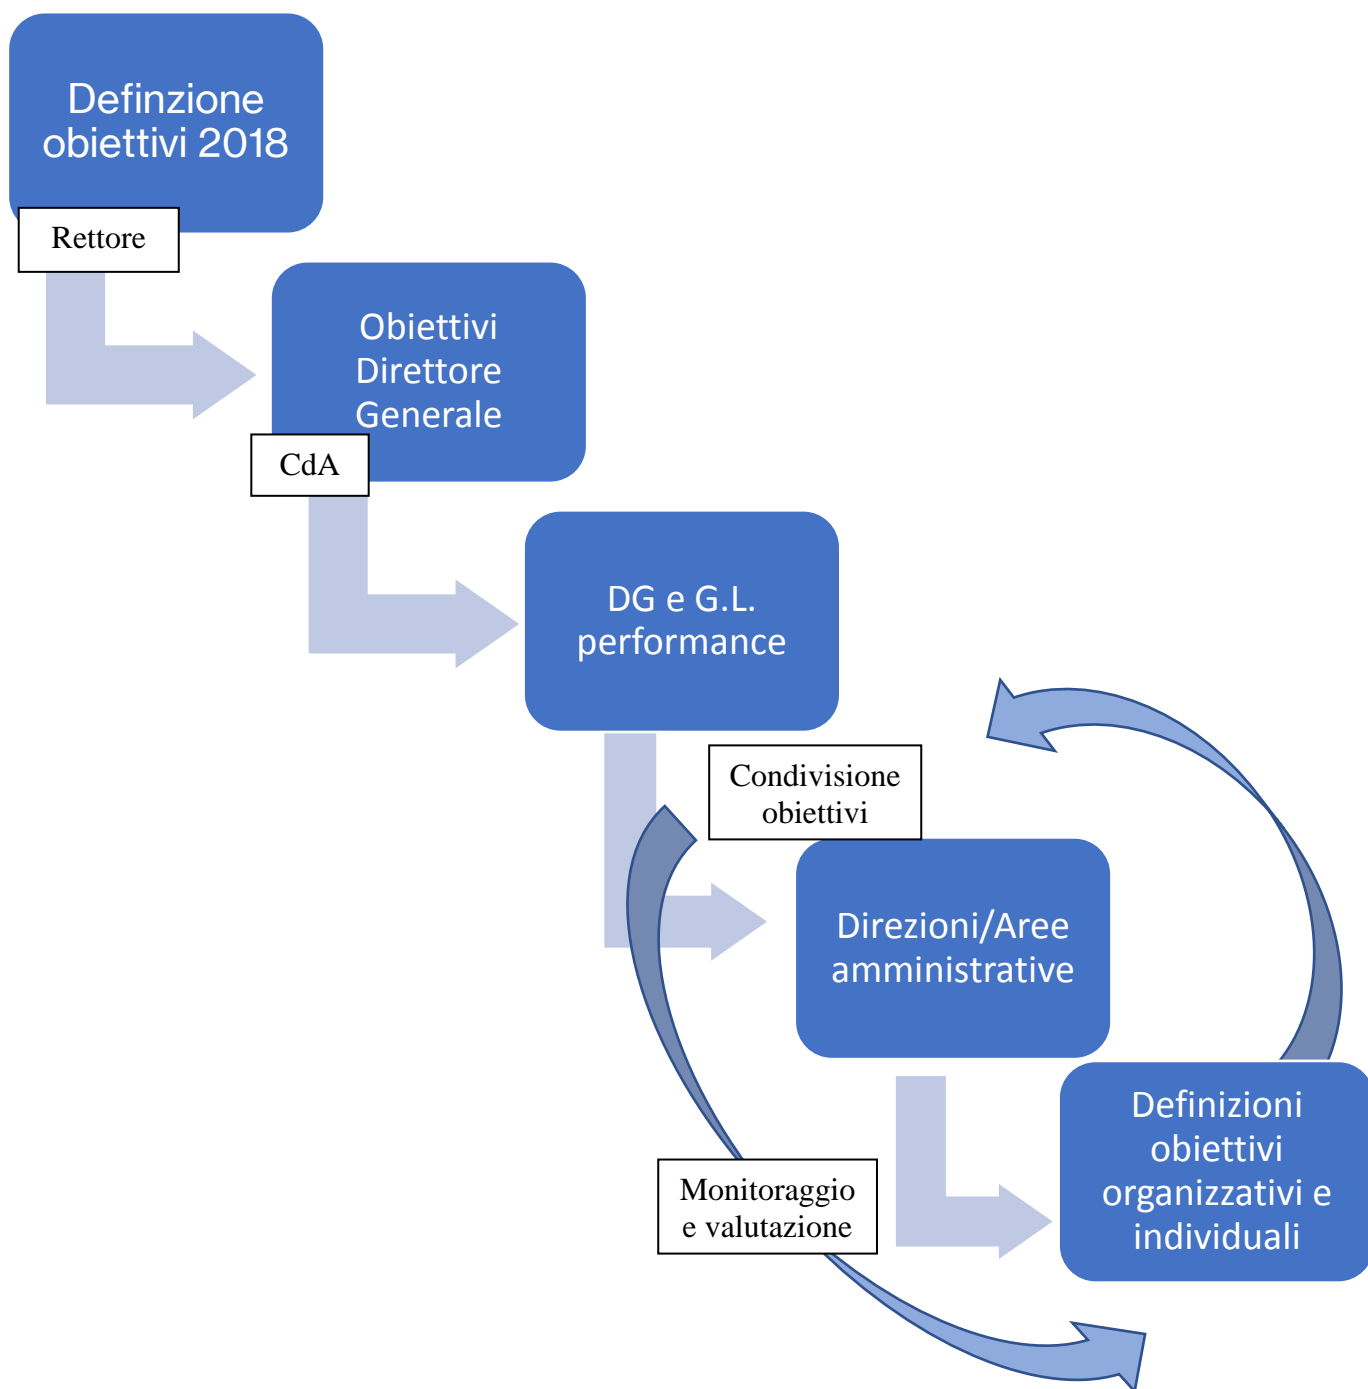 Definzione
obiettivi 2018
Rettore
Obiettivi
Direttore
Generale
CdA
DG e G.L.
performance
Condivisione
obiettivi
Direzioni/Aree
amministrative
Definizioni
obiettivi
organizzativi e
individuali
Monitoraggio
e valutazione